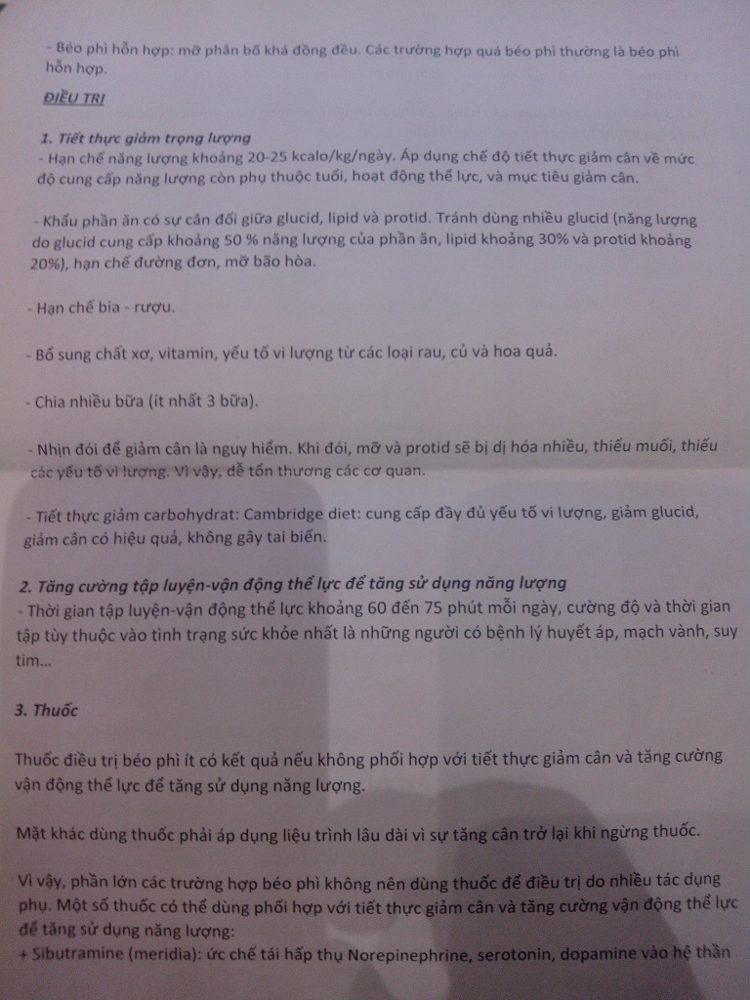 - Béo phì hỗn hợp: mỡ phân bố khá đồng đều. Các trường hợp quá béo phì thường là béo phì
hỗn hợp.
ĐIỀU TRỊ
1. Tiết thực giảm trọng lượng
- Hạn chế năng lượng khoảng 20-25 kcalo/kg/ngày. Áp dụng chế độ tiết thực giảm cân về mức
độ cung cấp năng lượng còn phụ thuộc tuổi, hoạt động thể lực, và mục tiêu giảm cân.
- Khẩu phần ăn có sự cân đối giữa glucid, lipid và protid. Tránh dùng nhiều glucid (năng lượng
do glucid cung cấp khoảng 50 % năng lượng của phần ăn, lipid khoảng 30% và protid khoảng
20%), hạn chế đường đơn, mỡ bão hòa.
- Hạn chế bia - rượu.
- Bổ sung chất xơ, vitamin, yếu tố vi lượng từ các loại rau, củ và hoa quả.
- Chia nhiều bữa (ít nhất 3 bữa).
- Nhịn đói để giảm cân là nguy hiểm. Khi đói, mỡ và protid sẽ bị dị hóa nhiều, thiếu muối, thiếu
các yếu tố vi lượng. Vì vậy, dễ tổn thương các cơ quan.
- Tiết thực giảm carbohydrat: Cambridge diet: cung cấp đầy đủ yếu tố vi lượng, giảm glucid,
giảm cân có hiệu quả, không gây tai biến.
2. Tăng cường tập luyện-vận động thể lực để tăng sử dụng năng lượng
- Thời gian tập luyện-vận động thể lực khoảng 60 đến 75 phút mỗi ngày, cường độ và thời gian
tập tùy thuộc vào tình trạng sức khỏe nhất là những người có bệnh lý huyết áp, mạch vành, suy
tim...
3. Thuốc
Thuốc điều trị béo phì ít có kết quả nếu không phối hợp với tiết thực giảm cân và tăng cường
vận động thể lực để tăng sử dụng năng lượng.
Mặt khác dùng thuốc phải áp dụng liệu trình lâu dài vì sự tăng cân trở lại khi ngừng thuốc.
Vì vậy, phần lớn các trường hợp béo phì không nên dùng thuốc để điều trị do nhiều tác dụng
phụ. Một số thuốc có thể dùng phối hợp với tiết thực giảm cân và tăng cường vận động thể lực
để tăng sử dụng năng lượng:
+ Sibutramine (meridia): ức chế tái hấp thụ Norepinephrine, serotonin, dopamine vào hệ thần